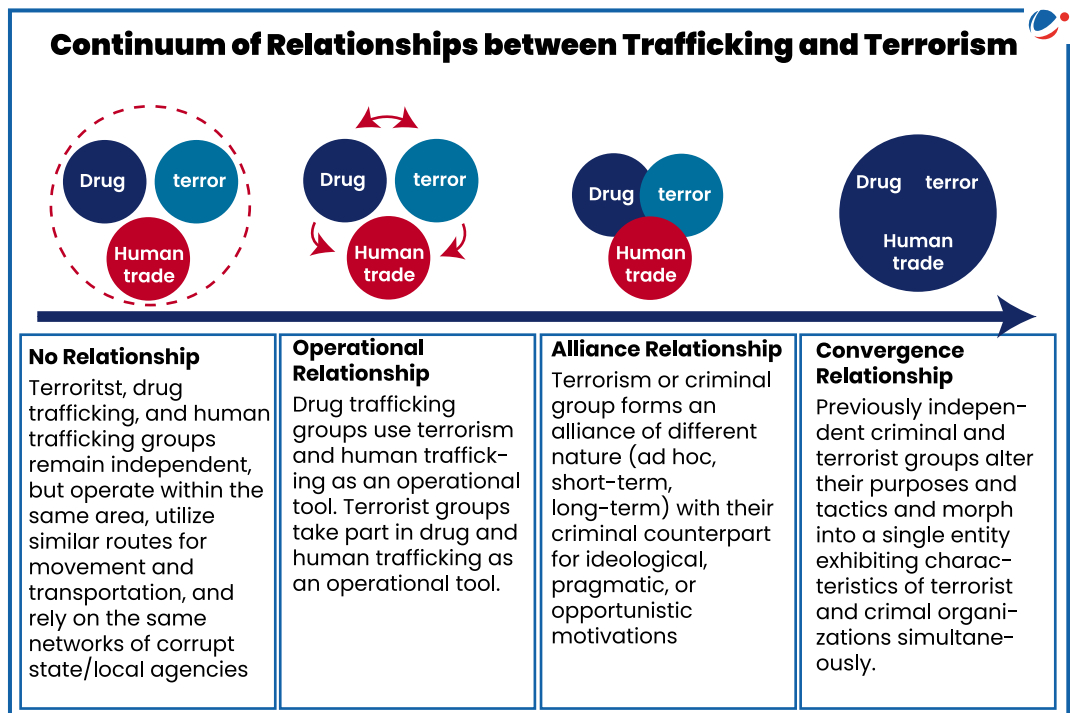 Continuum of Relationships between Trafficking and Terrorism
Drug
terror
Human
trade
Drug
terror
Human
trade
Drug
terror
Human
trade
Drug
terror
Human
trade
No Relationship
Terroritst, drug
trafficking, and human
trafficking groups
remain independent,
but operate within the
same area, utilize
similar routes for
movement and
transportation, and
rely on the same
networks of corrupt
state/local agencies
Operational
Relationship
Drug trafficking
groups use terrorism
and human traffick-
ing as an operational
tool. Terrorist groups
take part in drug and
human trafficking as
an operational tool.
Alliance Relationship
Terrorism or criminal
group forms an
alliance of different
nature (ad hoc,
short-term,
long-term) with their
criminal counterpart
for ideological,
pragmatic, or
opportunistic
motivations
Convergence
Relationship
Previously indepen-
dent criminal and
terrorist groups alter
their purposes and
tactics and morph
into a single entity
exhibiting charac-
teristics of terrorist
and crimal organi-
zations simultane-
ously.